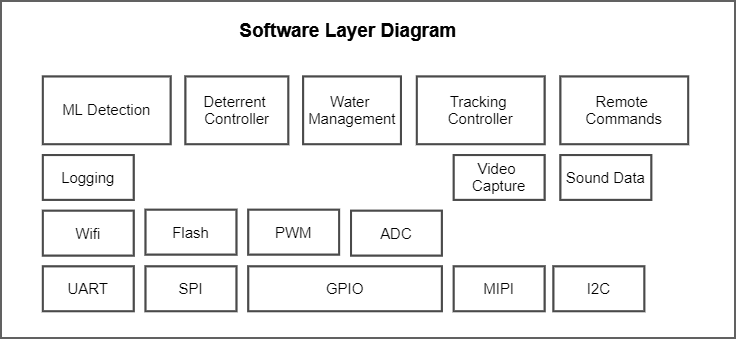 Software Layer Diagram
ML Detection
Deterrent
Controller
Water
Management
Tracking
Controller
Remote
Commands
Logging
Video
Capture
Sound Data
Wifi
Flash
PWM
ADC
UART
SPI
GPIO
MIPI
I2C